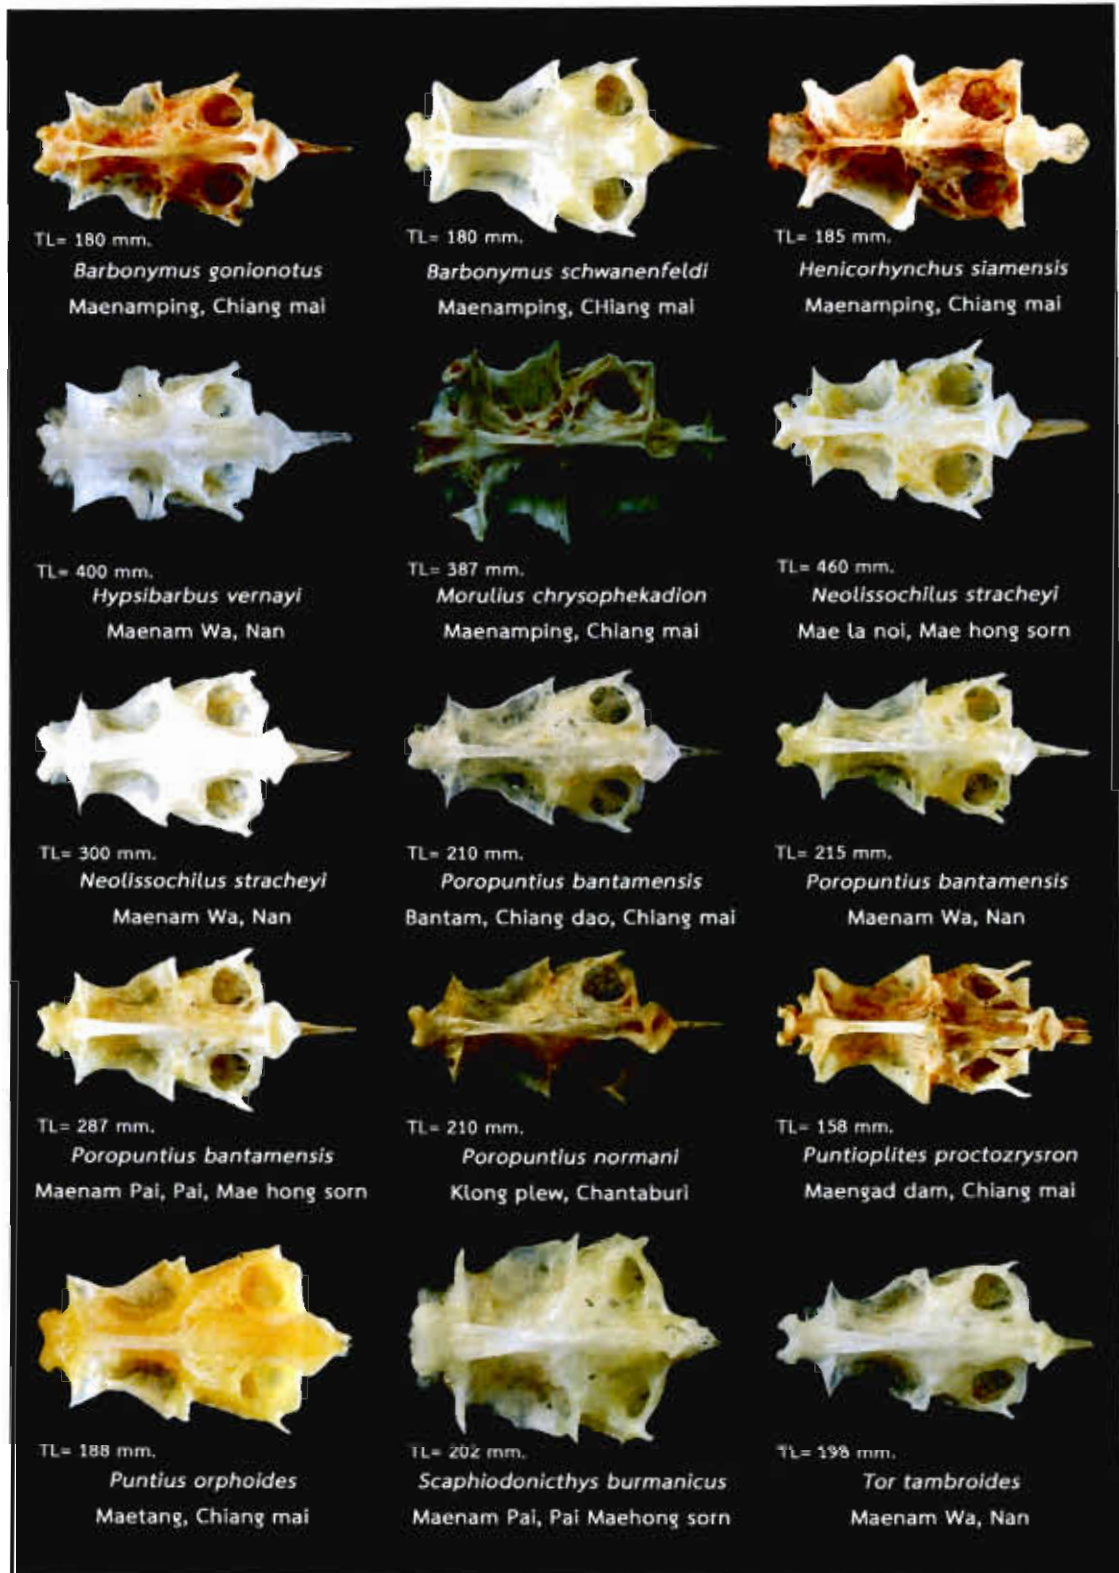 TL= 180 mm.
Barbonymus gonionotus
Maenamping, Chiang mai
TL= 180 mm.
Barbonymus schwanenfeldi
Maenamping, CHiang mai
TL= 185 mm.
Henicorhynchus siamensis
Maenamping, Chiang mai
TL= 400 mm.
Hypsibarbus vernayi
Maenam Wa, Nan
TL= 387 mm.
Morulius chrysophekadion
Maenamping, Chiang mai
TL= 460 mm.
Neolissochilus stracheyi
Mae la noi, Mae hong sorn
TL= 300 mm.
Neolissochilus stracheyi
Maenam Wa, Nan
TL= 210 mm.
Poropuntius bantamensis
Bantam, Chiang dao, Chiang mai
TL= 215 mm.
Poropuntius bantamensis
Maenam Wa, Nan
TL= 287 mm.
Poropuntius bantamensis
Maenam Pai, Pai, Mae hong sorn
TL= 210 mm.
Poropuntius normani
Klong plew, Chantaburi
TL= 158 mm.
Puntioplites proctozrysron
Maengad dam, Chiang mai
TL= 188 mm.
Puntius orphoides
Maetang, Chiang mai
TL= 202 mm.
Scaphiodonicthys burmanicus
Maenam Pai, Pai Maehong sorn
TL= 198 mm.
Tor tambroides
Maenam Wa, Nan